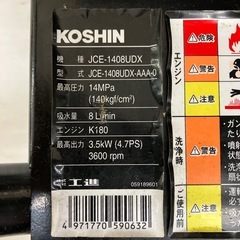 KOSHIN
機種 JCE-1408UDX
型式 JCE-1408UDX-AAA-0
最高圧力 14MPa
(140kgf/cm²)
吸水量 8 L/min
エンジン K180
最高出力 3.5kW (4.7PS)
3600 rpm
工進
059189601
4 971770 590632
エンジン
危険
警告
注意
洗浄時
警告
注意
ご使用前